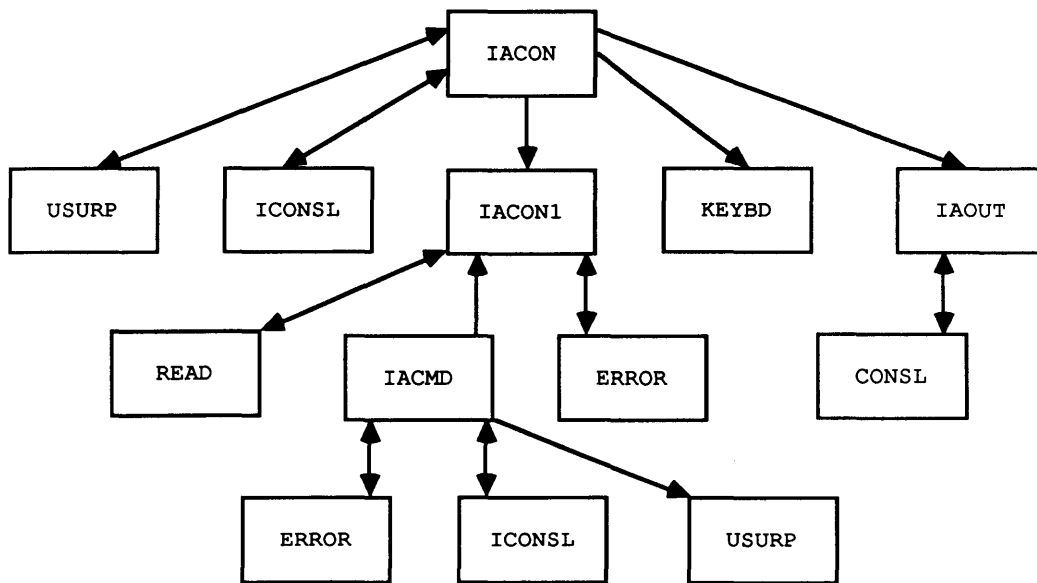 IACON
USURP
ICONSL
IACON1
KEYBD
IAOUT
READ
IACMD
ERROR
CONSL
ERROR
ICONSL
USURP